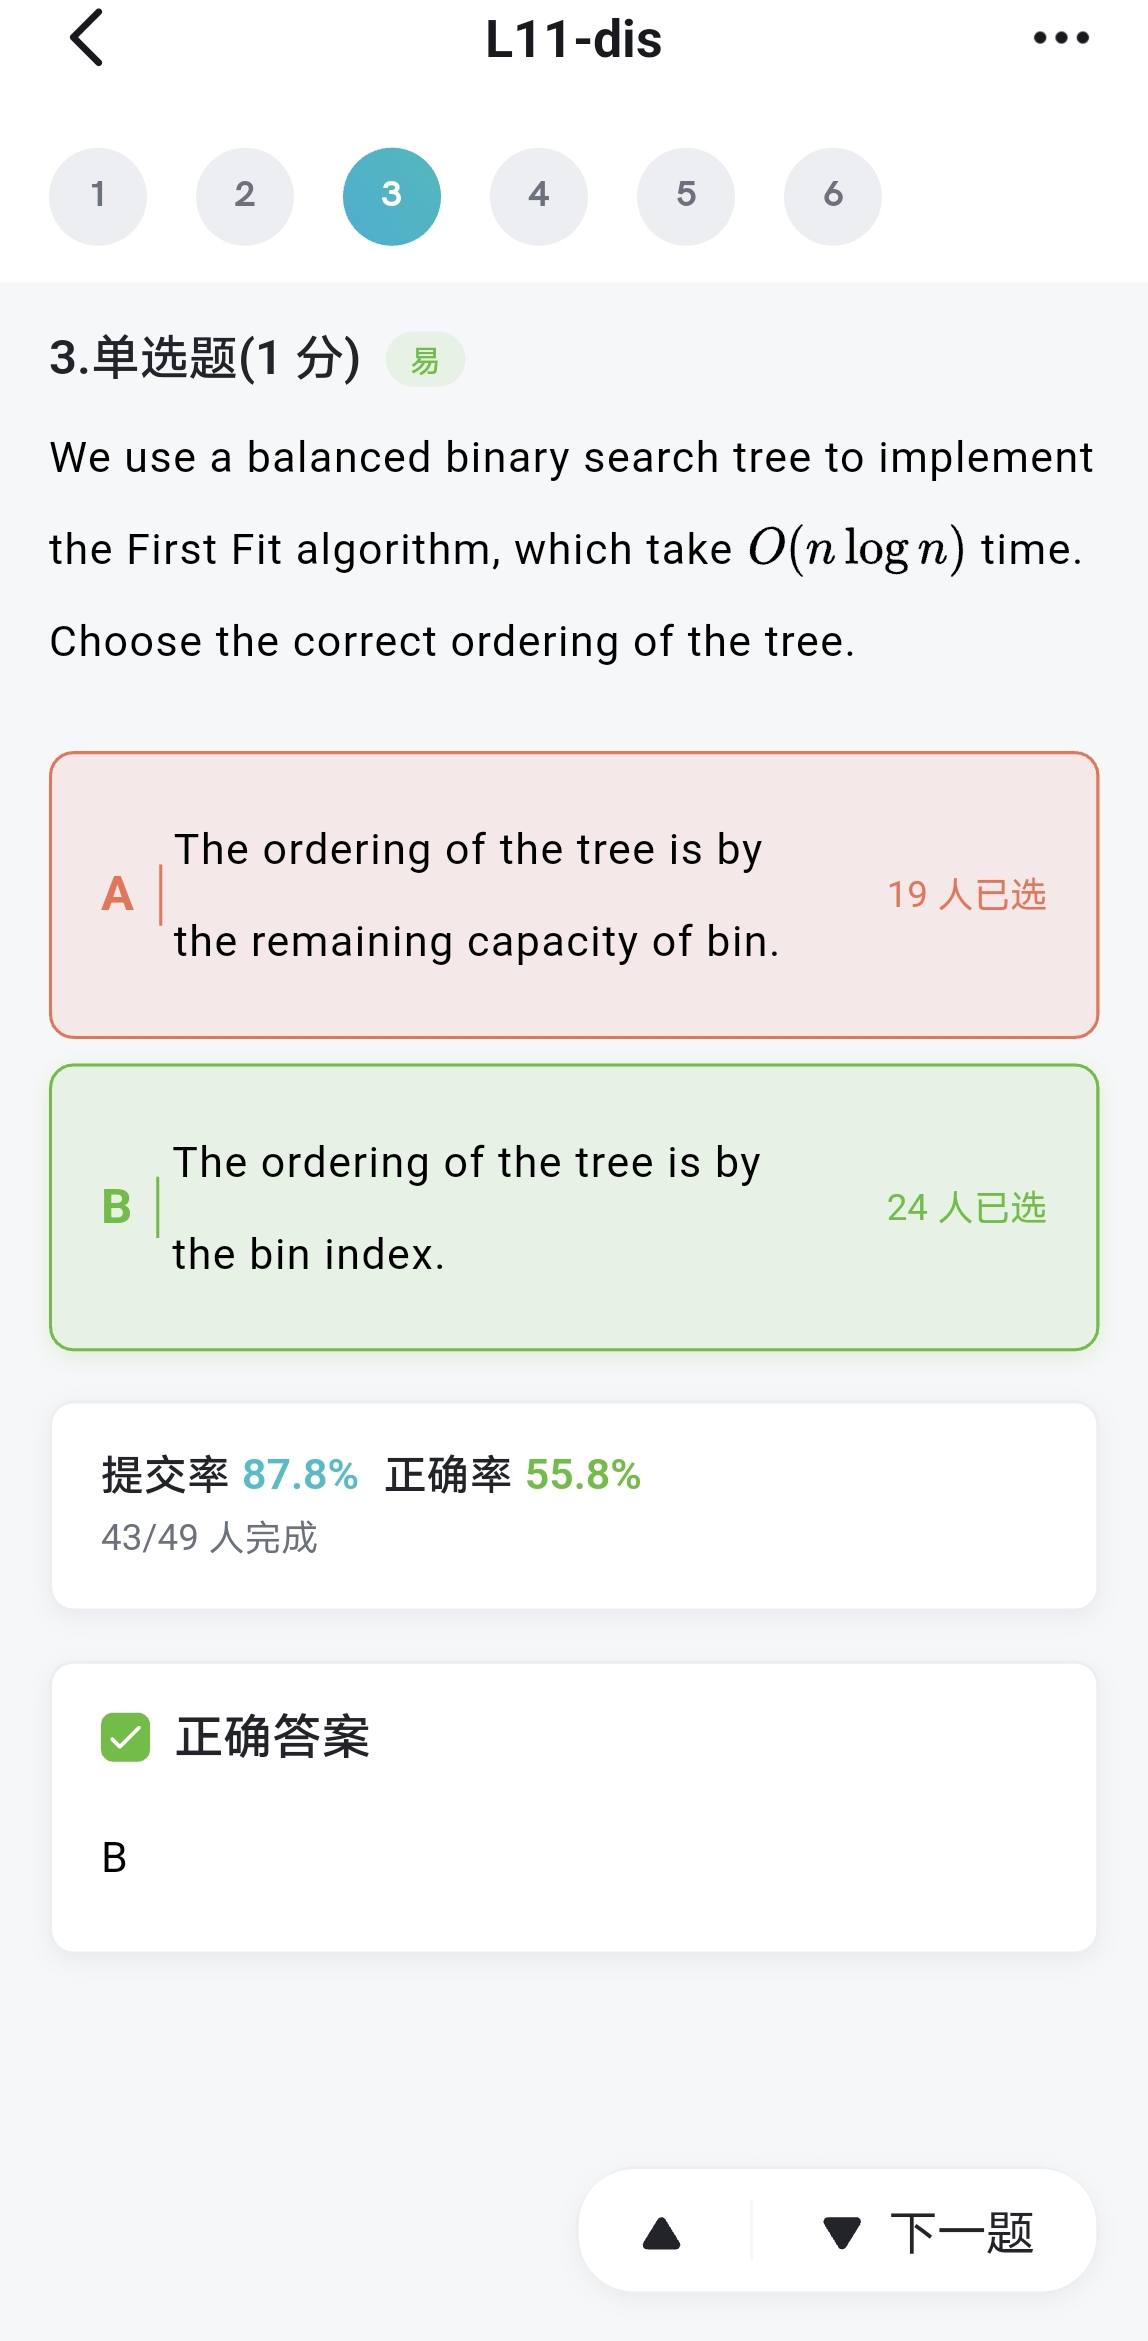 L11-dis
1 2 3 4 5 6
3.单选题(1 分) 易
We use a balanced binary search tree to implement
the First Fit algorithm, which take O(n log n) time.
Choose the correct ordering of the tree.
The ordering of the tree is by
A
the remaining capacity of bin.
19 人已选
The ordering of the tree is by
B
the bin index.
24 人已选
提交率 87.8% 正确率 55.8%
43/49 人完成
正确答案
B
下一题